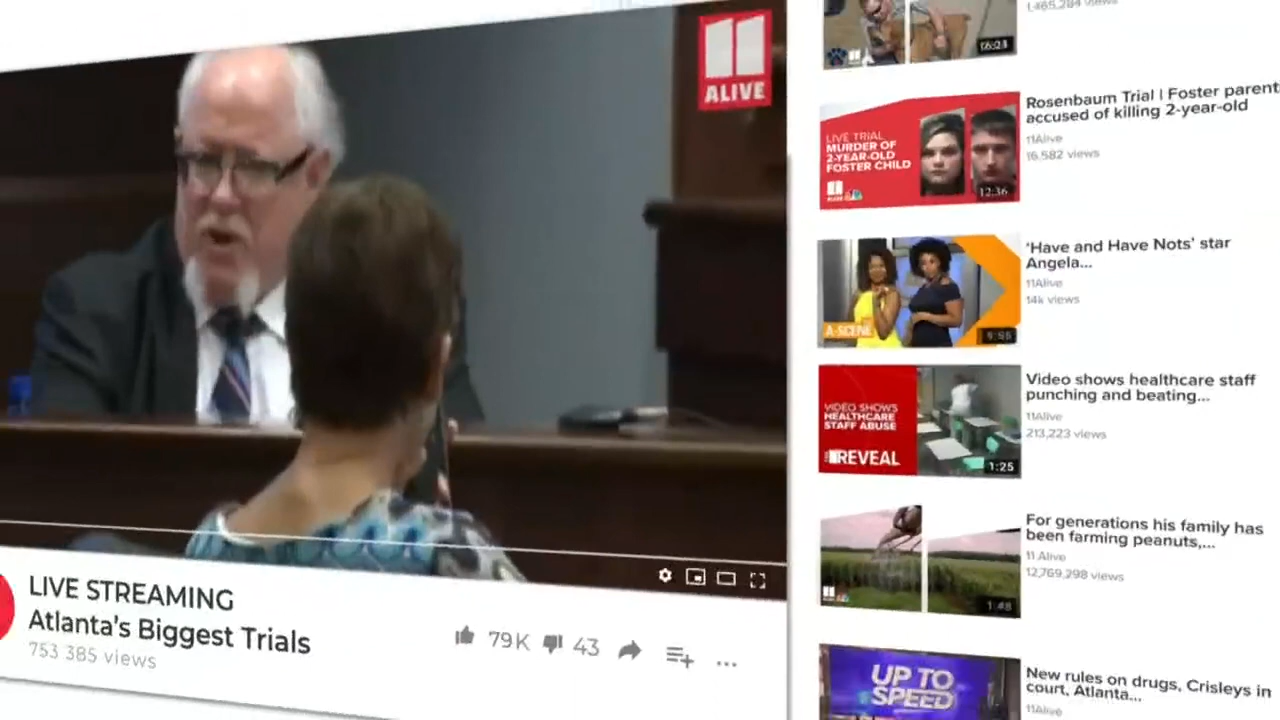 11
ALIVE
LIVE STREAMING
Atlanta's Biggest Trials
753 385 views
79K
43
1,465,284 views
16:23
Rosenbaum Trial | Foster parent
accused of killing 2-year-old
11Alive
16,582 views
LIVE TRIAL
MURDER OF
2-YEAR-OLD
FOSTER CHILD
12:36
'Have and Have Nots' star
Angela...
11Alive
14k views
A-SCENE
Video shows healthcare staff
punching and beating...
11Alive
213,223 views
VIDEO SHOWS
HEALTHCARE
STAFF ABUSE
THE REVEAL
1:25
For generations his family has
been farming peanuts,...
11 Alive
12,769,298 views
1:48
New rules on drugs, Crisleys in
court, Atlanta...
11Alive
UP TO
SPEED